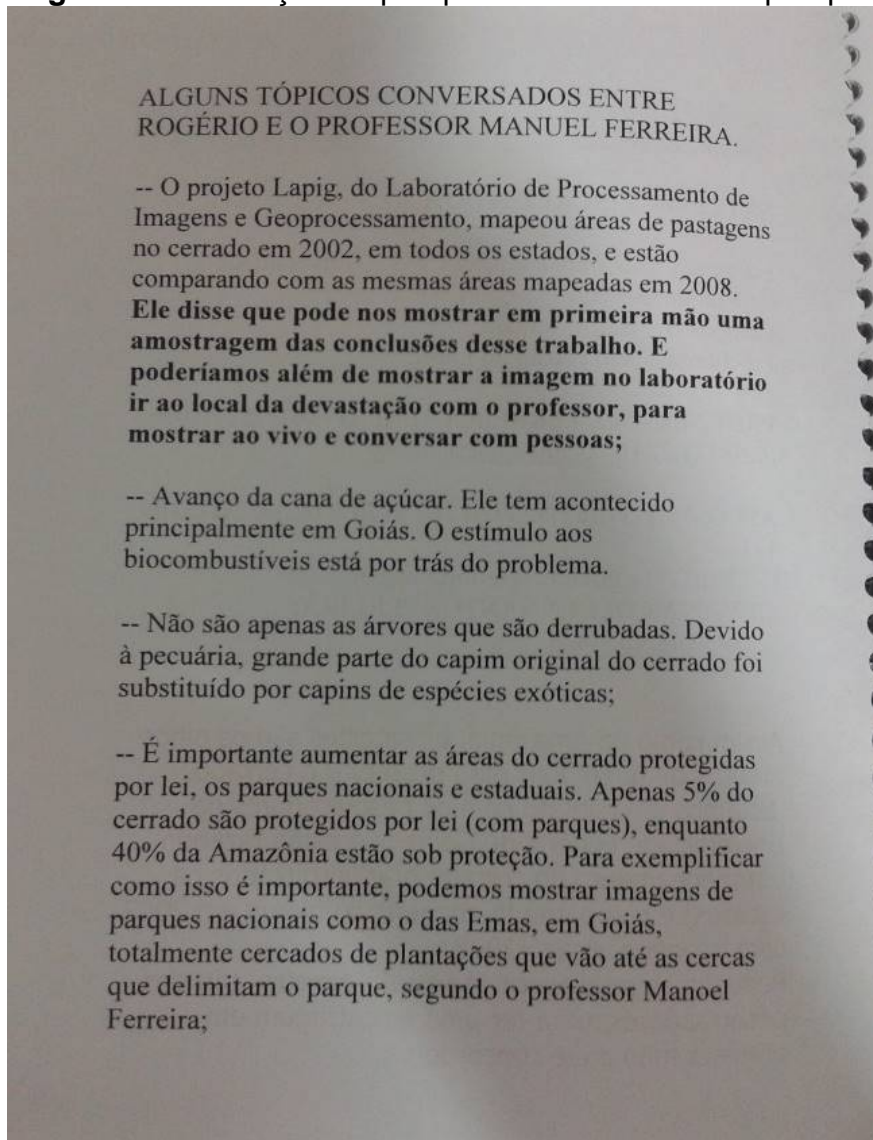 ALGUNS TÓPICOS CONVERSADOS ENTRE
ROGÉRIO E O PROFESSOR MANUEL FERREIRA.
-- O projeto Lapig, do Laboratório de Processamento de
Imagens e Geoprocessamento, mapeou áreas de pastagens
no cerrado em 2002, em todos os estados, e estão
comparando com as mesmas áreas mapeadas em 2008.
Ele disse que pode nos mostrar em primeira mão uma
amostragem das conclusões desse trabalho. E
poderíamos além de mostrar a imagem no laboratório
ir ao local da devastação com o professor, para
mostrar ao vivo e conversar com pessoas;
-- Avanço da cana de açúcar. Ele tem acontecido
principalmente em Goiás. O estímulo aos
biocombustíveis está por trás do problema.
-- Não são apenas as árvores que são derrubadas. Devido
à pecuária, grande parte do capim original do cerrado foi
substituído por capins de espécies exóticas;
-- É importante aumentar as áreas do cerrado protegidas
por lei, os parques nacionais e estaduais. Apenas 5% do
cerrado são protegidos por lei (com parques), enquanto
40% da Amazônia estão sob proteção. Para exemplificar
como isso é importante, podemos mostrar imagens de
parques nacionais como o das Emas, em Goiás,
totalmente cercados de plantações que vão até as cercas
que delimitam o parque, segundo o professor Manoel
Ferreira;